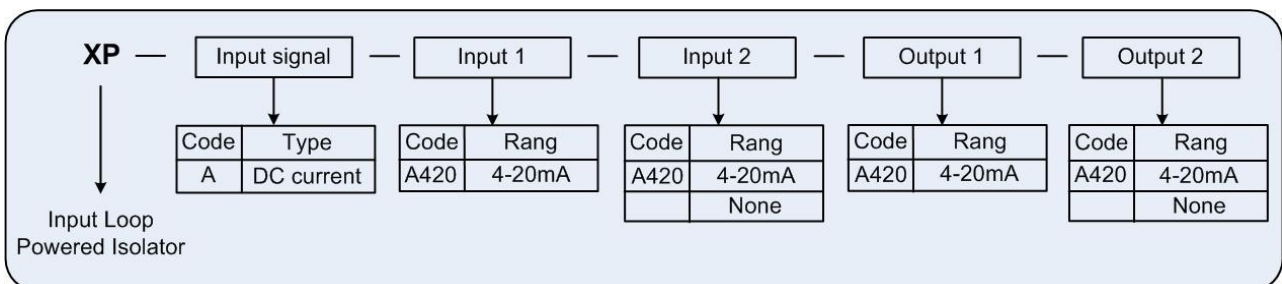 XP — Input signal — Input 1 — Input 2 — Output 1 — Output 2
Code Type
A DC current
Code Rang
A420 4-20mA
Code Rang
A420 4-20mA
None
Code Rang
A420 4-20mA
Code Rang
A420 4-20mA
None
Input Loop
Powered Isolator